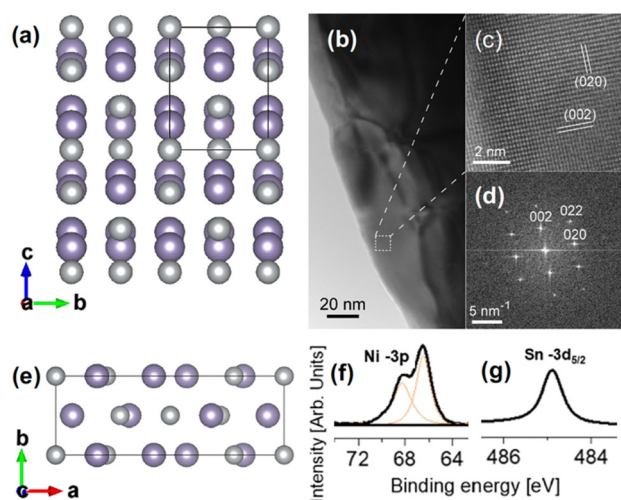 (a)
c
a
b
(b)
20 nm
(c)
(020)
(002)
2 nm
(d)
002
022
020
5 nm⁻¹
(e)
b
c
a
(f)
Ni -3p
Intensity [Arb. Units]
72 68 64
(g)
Sn -3d₅/₂
486 484
Binding energy [eV]